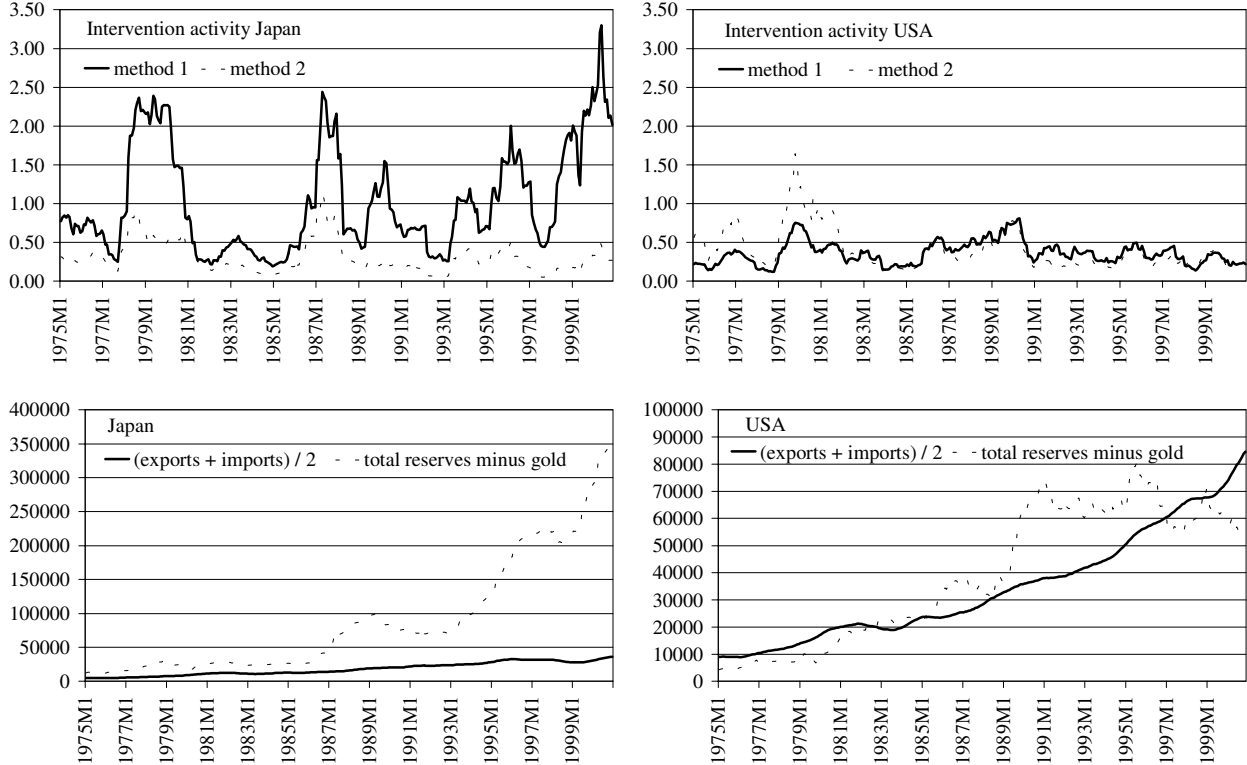 3.50
3.00
2.50
2.00
1.50
1.00
0.50
0.00
Intervention activity Japan
method 1 method 2
1975M1
1977M1
1979M1
1981M1
1983M1
1985M1
1987M1
1989M1
1991M1
1993M1
1995M1
1997M1
1999M1
3.50
3.00
2.50
2.00
1.50
1.00
0.50
0.00
Intervention activity USA
method 1 method 2
1975M1
1977M1
1979M1
1981M1
1983M1
1985M1
1987M1
1989M1
1991M1
1993M1
1995M1
1997M1
1999M1
400000
350000
300000
250000
200000
150000
100000
50000
0
Japan
(exports + imports) / 2 total reserves minus gold
1975M1
1977M1
1979M1
1981M1
1983M1
1985M1
1987M1
1989M1
1991M1
1993M1
1995M1
1997M1
1999M1
100000
90000
80000
70000
60000
50000
40000
30000
20000
10000
0
USA
(exports + imports) / 2 total reserves minus gold
1975M1
1977M1
1979M1
1981M1
1983M1
1985M1
1987M1
1989M1
1991M1
1993M1
1995M1
1997M1
1999M1